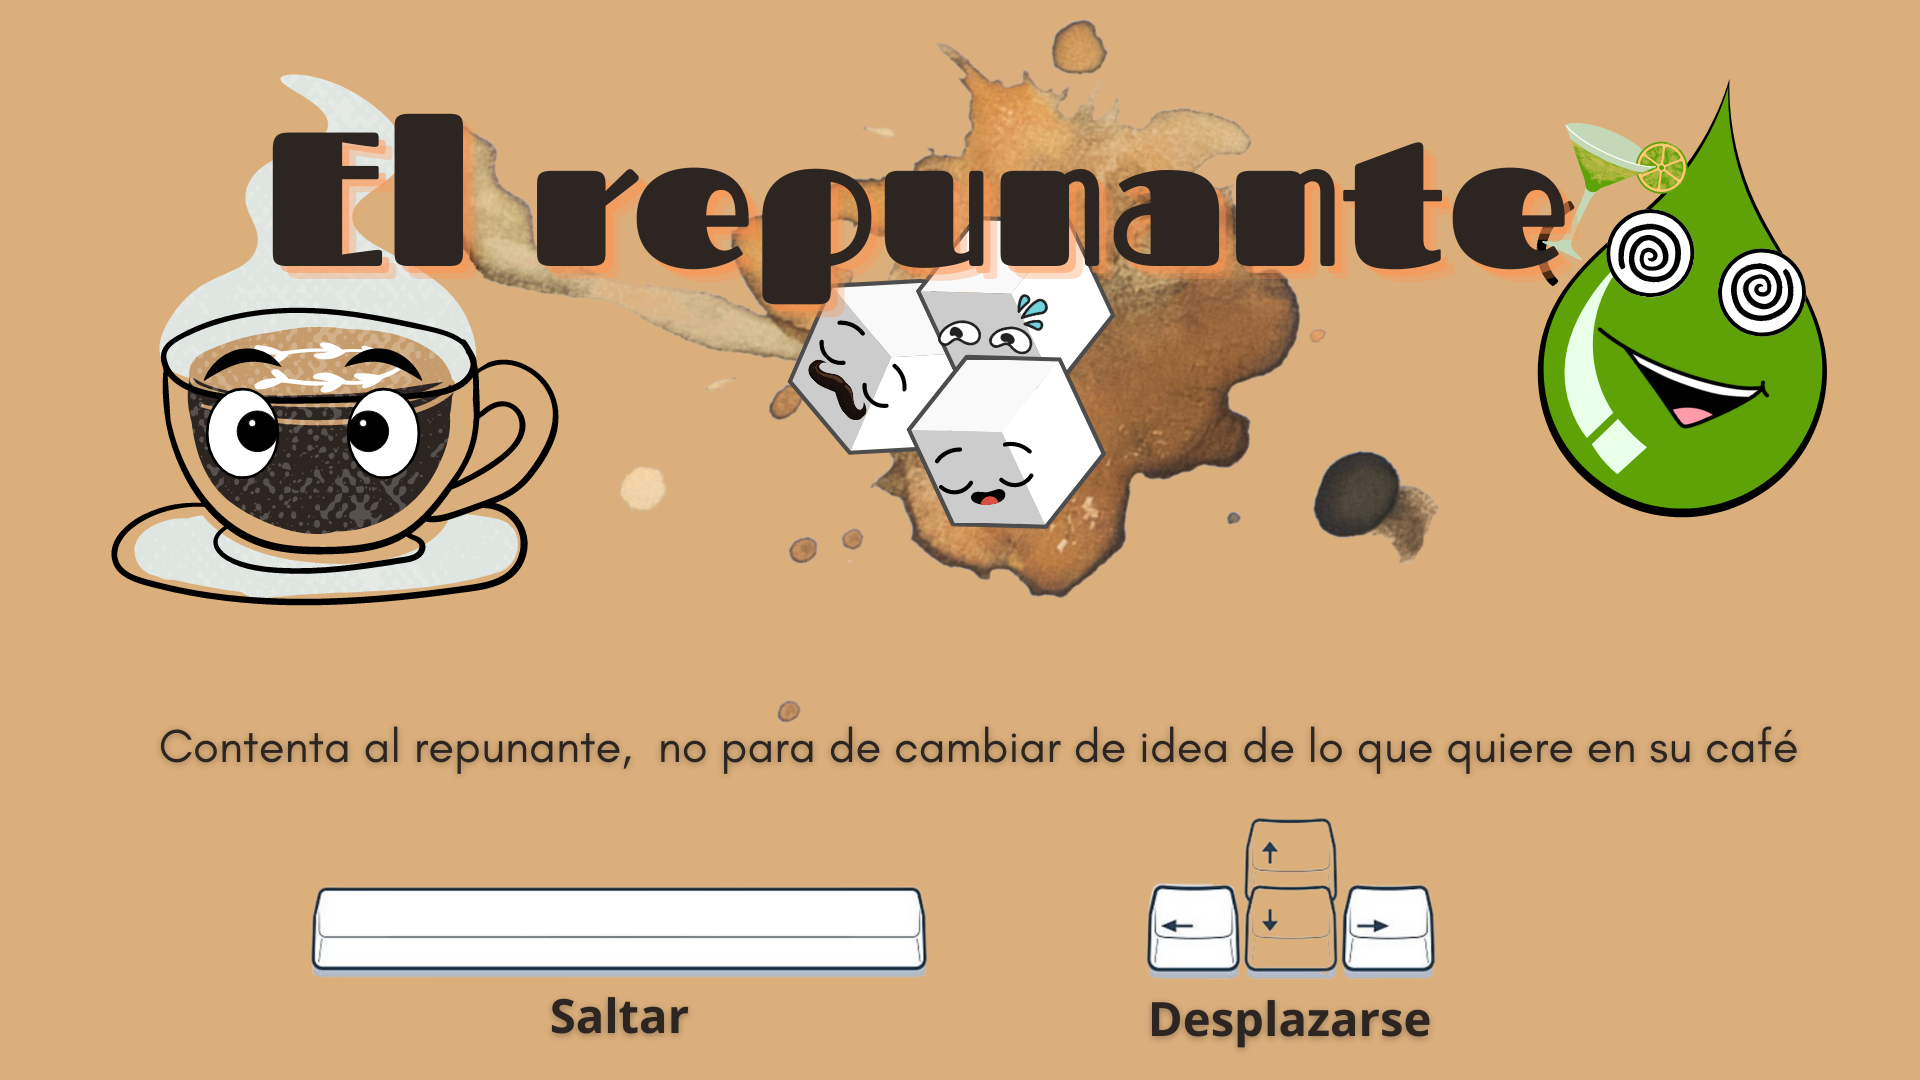 El repunante
Contenta al repunante, no para de cambiar de idea de lo que quiere en su café
Saltar
Desplazarse